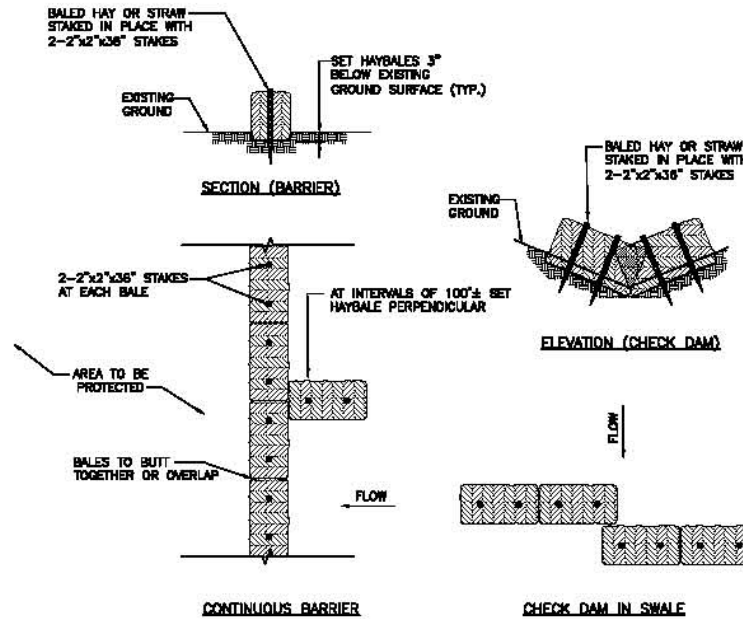 BALED HAY OR STRAW
STAKED IN PLACE WITH
2-2"x2"x36" STAKES
SET HAYBALES 3"
BELOW EXISTING
GROUND SURFACE (TYP.)
EXISTING
GROUND
SECTION (BARRIER)
BALED HAY OR STRAW
STAKED IN PLACE WITH
2-2"x2"x36" STAKES
EXISTING
GROUND
ELEVATION (CHECK DAM)
2-2"x2"x36" STAKES
AT EACH BALE
AT INTERVALS OF 100'± SET
HAYBALE PERPENDICULAR
AREA TO BE
PROTECTED
BALES TO BUTT
TOGETHER OR OVERLAP
FLOW
CONTINUOUS BARRIER
FLOW
CHECK DAM IN SWALE